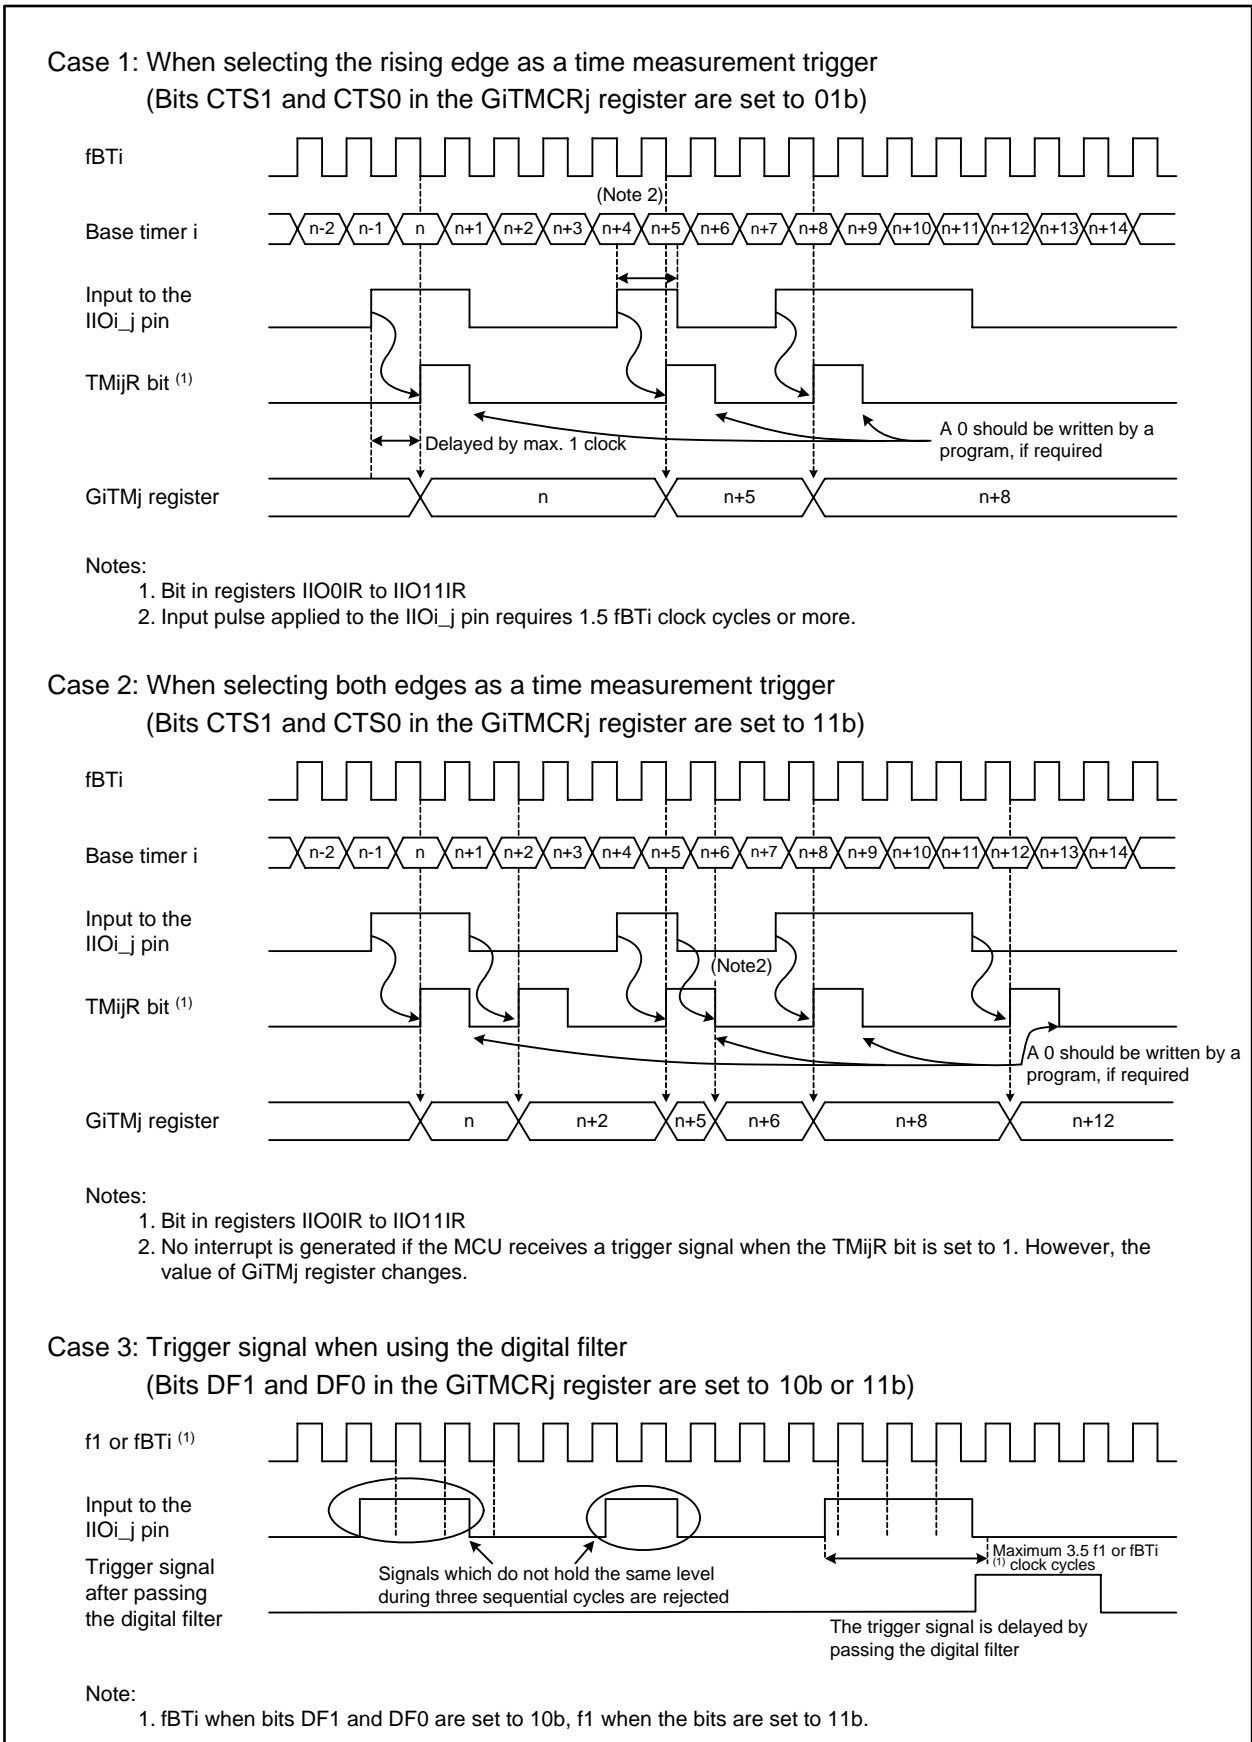 Case 1: When selecting the rising edge as a time measurement trigger
(Bits CTS1 and CTS0 in the GiTMCRj register are set to 01b)
fBTi
(Note 2)
Base timer i
n-2 n-1 n n+1 n+2 n+3 n+4 n+5 n+6 n+7 n+8 n+9 n+10 n+11 n+12 n+13 n+14
Input to the
IIOi_j pin
TMijR bit (1)
Delayed by max. 1 clock
A 0 should be written by a
program, if required
GiTMj register
n n+5 n+8
Notes:
1. Bit in registers IIO0IR to IIO11IR
2. Input pulse applied to the IIOi_j pin requires 1.5 fBTi clock cycles or more.
Case 2: When selecting both edges as a time measurement trigger
(Bits CTS1 and CTS0 in the GiTMCRj register are set to 11b)
fBTi
Base timer i
n-2 n-1 n n+1 n+2 n+3 n+4 n+5 n+6 n+7 n+8 n+9 n+10 n+11 n+12 n+13 n+14
Input to the
IIOi_j pin
(Note2)
TMijR bit (1)
A 0 should be written by a
program, if required
GiTMj register
n n+2 n+5 n+6 n+8 n+12
Notes:
1. Bit in registers IIO0IR to IIO11IR
2. No interrupt is generated if the MCU receives a trigger signal when the TMijR bit is set to 1. However, the
value of GiTMj register changes.
Case 3: Trigger signal when using the digital filter
(Bits DF1 and DF0 in the GiTMCRj register are set to 10b or 11b)
f1 or fBTi (1)
Input to the
IIOi_j pin
Maximum 3.5 f1 or fBTi
(1) clock cycles
Trigger signal
after passing
the digital filter
Signals which do not hold the same level
during three sequential cycles are rejected
The trigger signal is delayed by
passing the digital filter
Note:
1. fBTi when bits DF1 and DF0 are set to 10b, f1 when the bits are set to 11b.